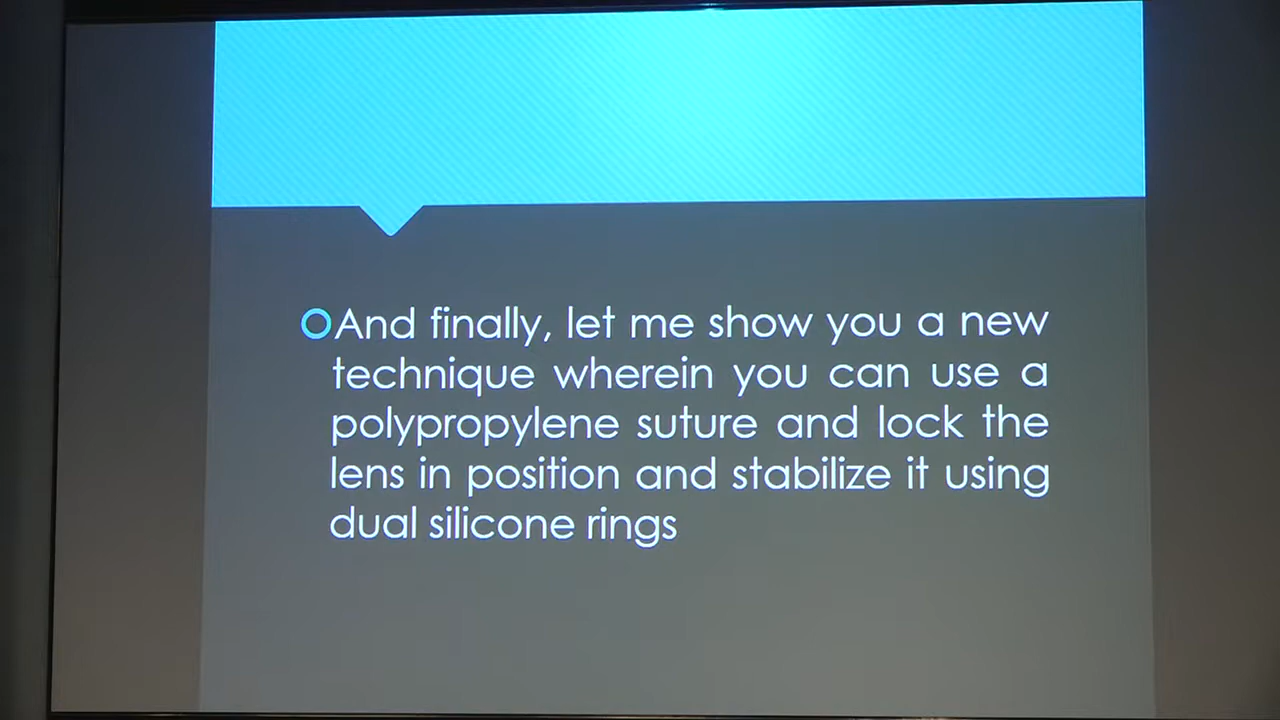 And finally, let me show you a new
technique wherein you can use a
polypropylene suture and lock the
lens in position and stabilize it using
dual silicone rings